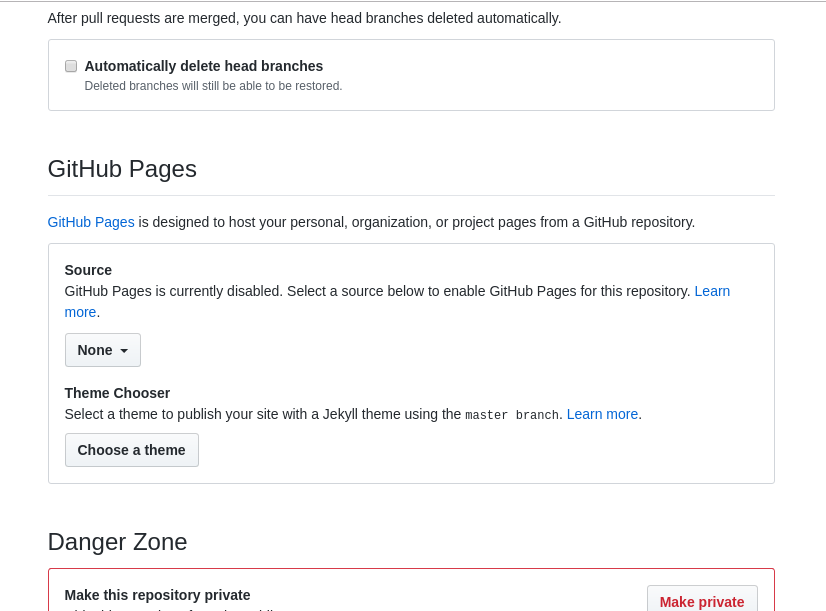 After pull requests are merged, you can have head branches deleted automatically.
Automatically delete head branches
Deleted branches will still be able to be restored.
GitHub Pages
GitHub Pages is designed to host your personal, organization, or project pages from a GitHub repository.
Source
GitHub Pages is currently disabled. Select a source below to enable GitHub Pages for this repository. Learn
more.
None
Theme Chooser
Select a theme to publish your site with a Jekyll theme using the master branch. Learn more.
Choose a theme
Danger Zone
Make this repository private
Make private